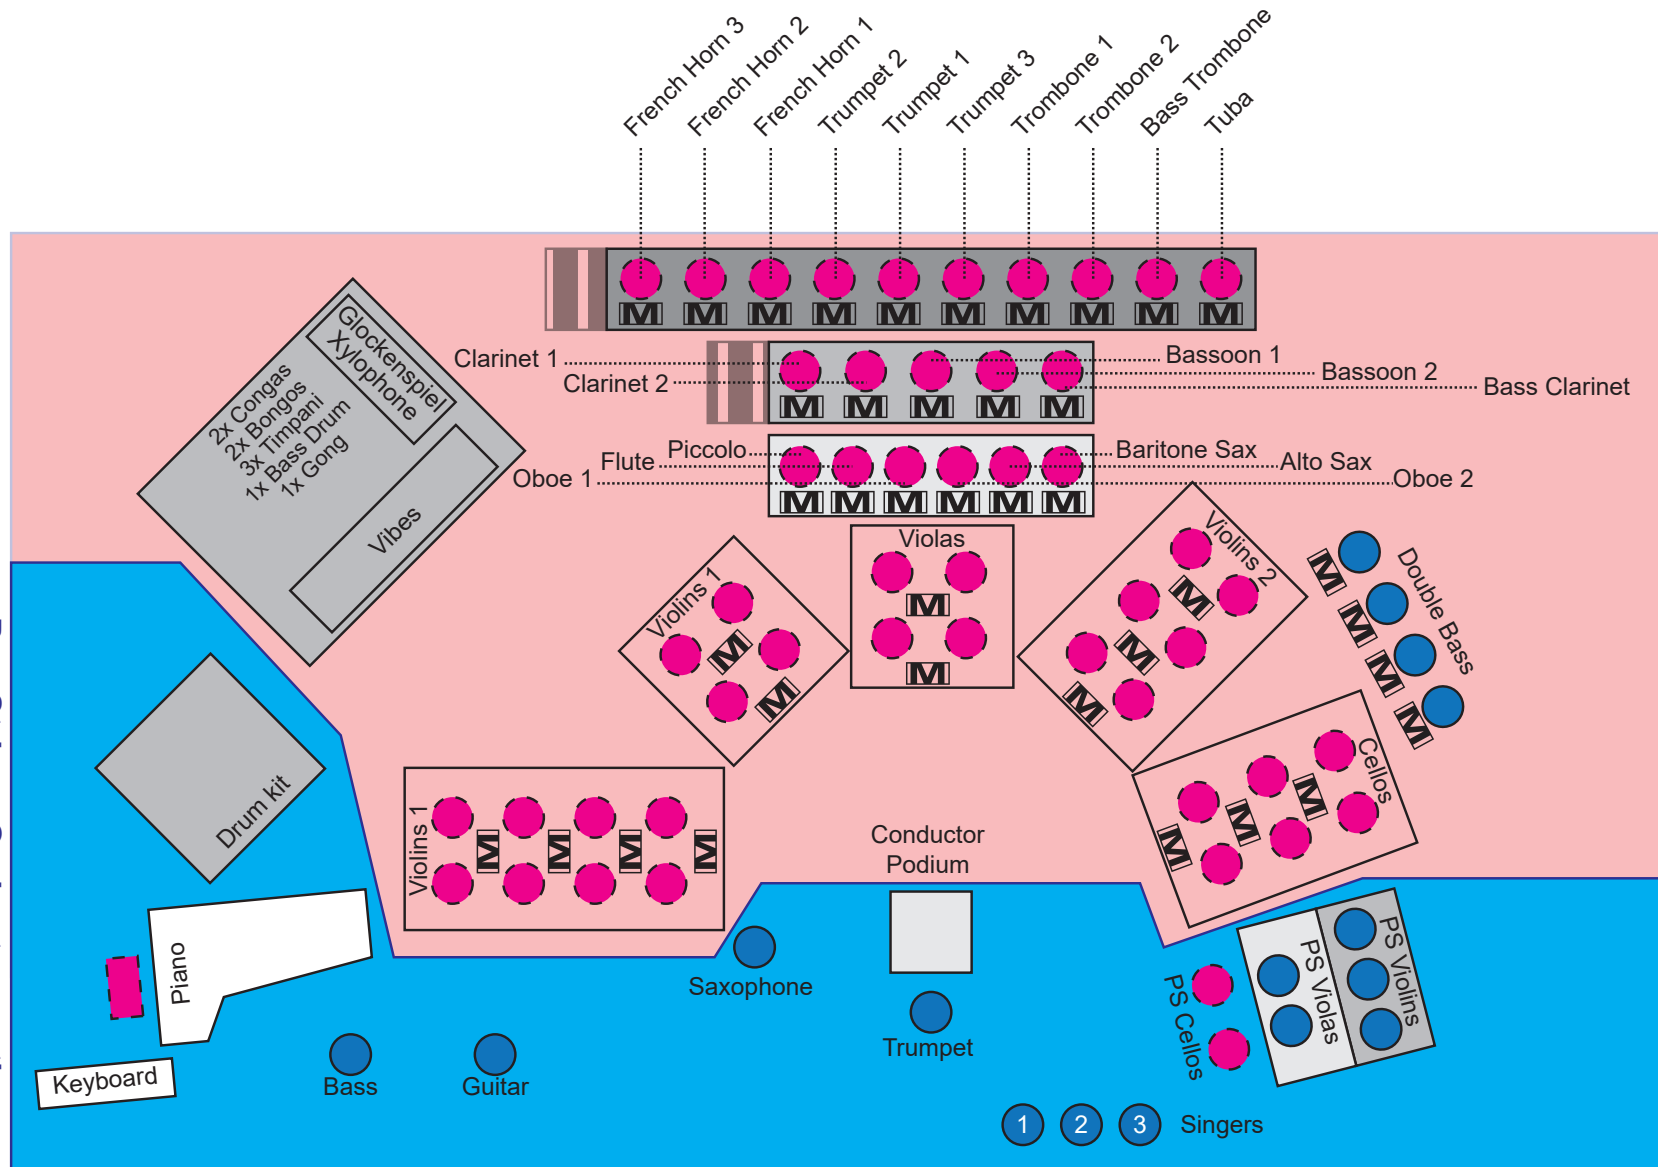 French Horn 3
French Horn 2
French Horn 1
Trumpet 2
Trumpet 1
Trumpet 3
Trombone 1
Trombone 2
Bass Trombone
Tuba
M M M M M M M M M M
Clarinet 1
Clarinet 2
Bassoon 1
Bassoon 2
Bass Clarinet
M M M M M
Piccolo
Flute
Oboe 1
Baritone Sax
Alto Sax
Oboe 2
M M M M M M
Glockenspiel
Xylophone
2x Congas
2x Bongos
3x Timpani
1x Bass Drum
1x Gong
Vibes
Violins 1
M
M
Violas
M
M
Violins 2
M
M
M
Double Bass
M
M
M
M
Drum kit
Violins 1
M M M M
Conductor
Podium
Cellos
M
M
M
Piano
Keyboard
Bass
Guitar
Saxophone
Trumpet
PS Cellos
PS Violas
PS Violins
1 2 3 Singers